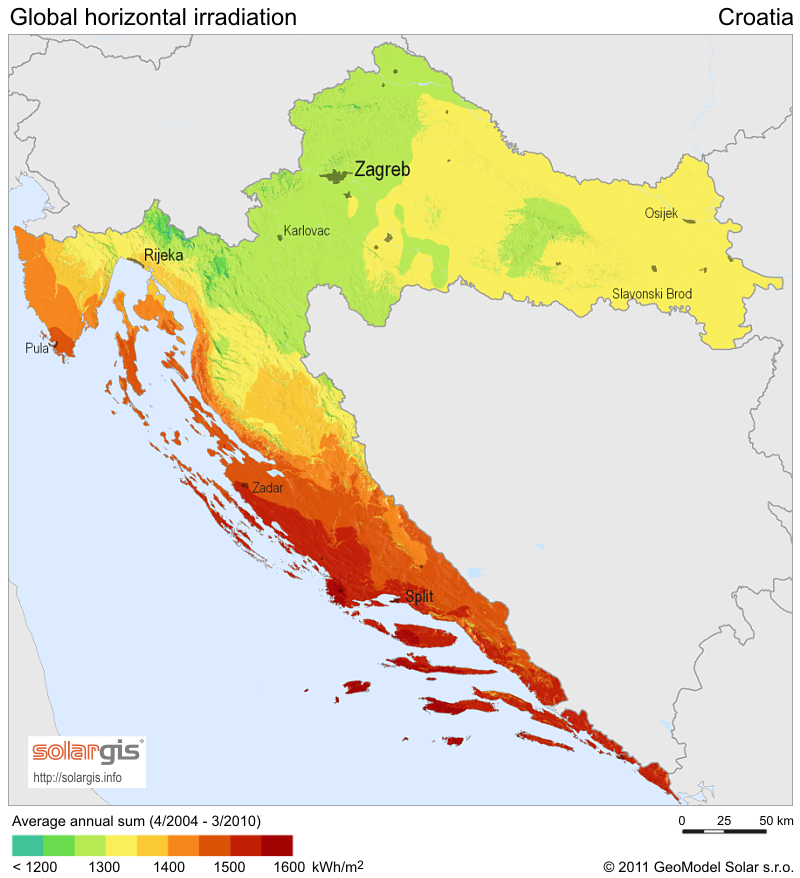 Global horizontal irradiation
Croatia
Zagreb
Osijek
Karlovac
Rijeka
Slavonski Brod
Pula
Zadar
Split
solargis
http://solargis.info
Average annual sum (4/2004 - 3/2010)
0 25 50 km
< 1200 1300 1400 1500 1600 kWh/m²
© 2011 GeoModel Solar s.r.o.